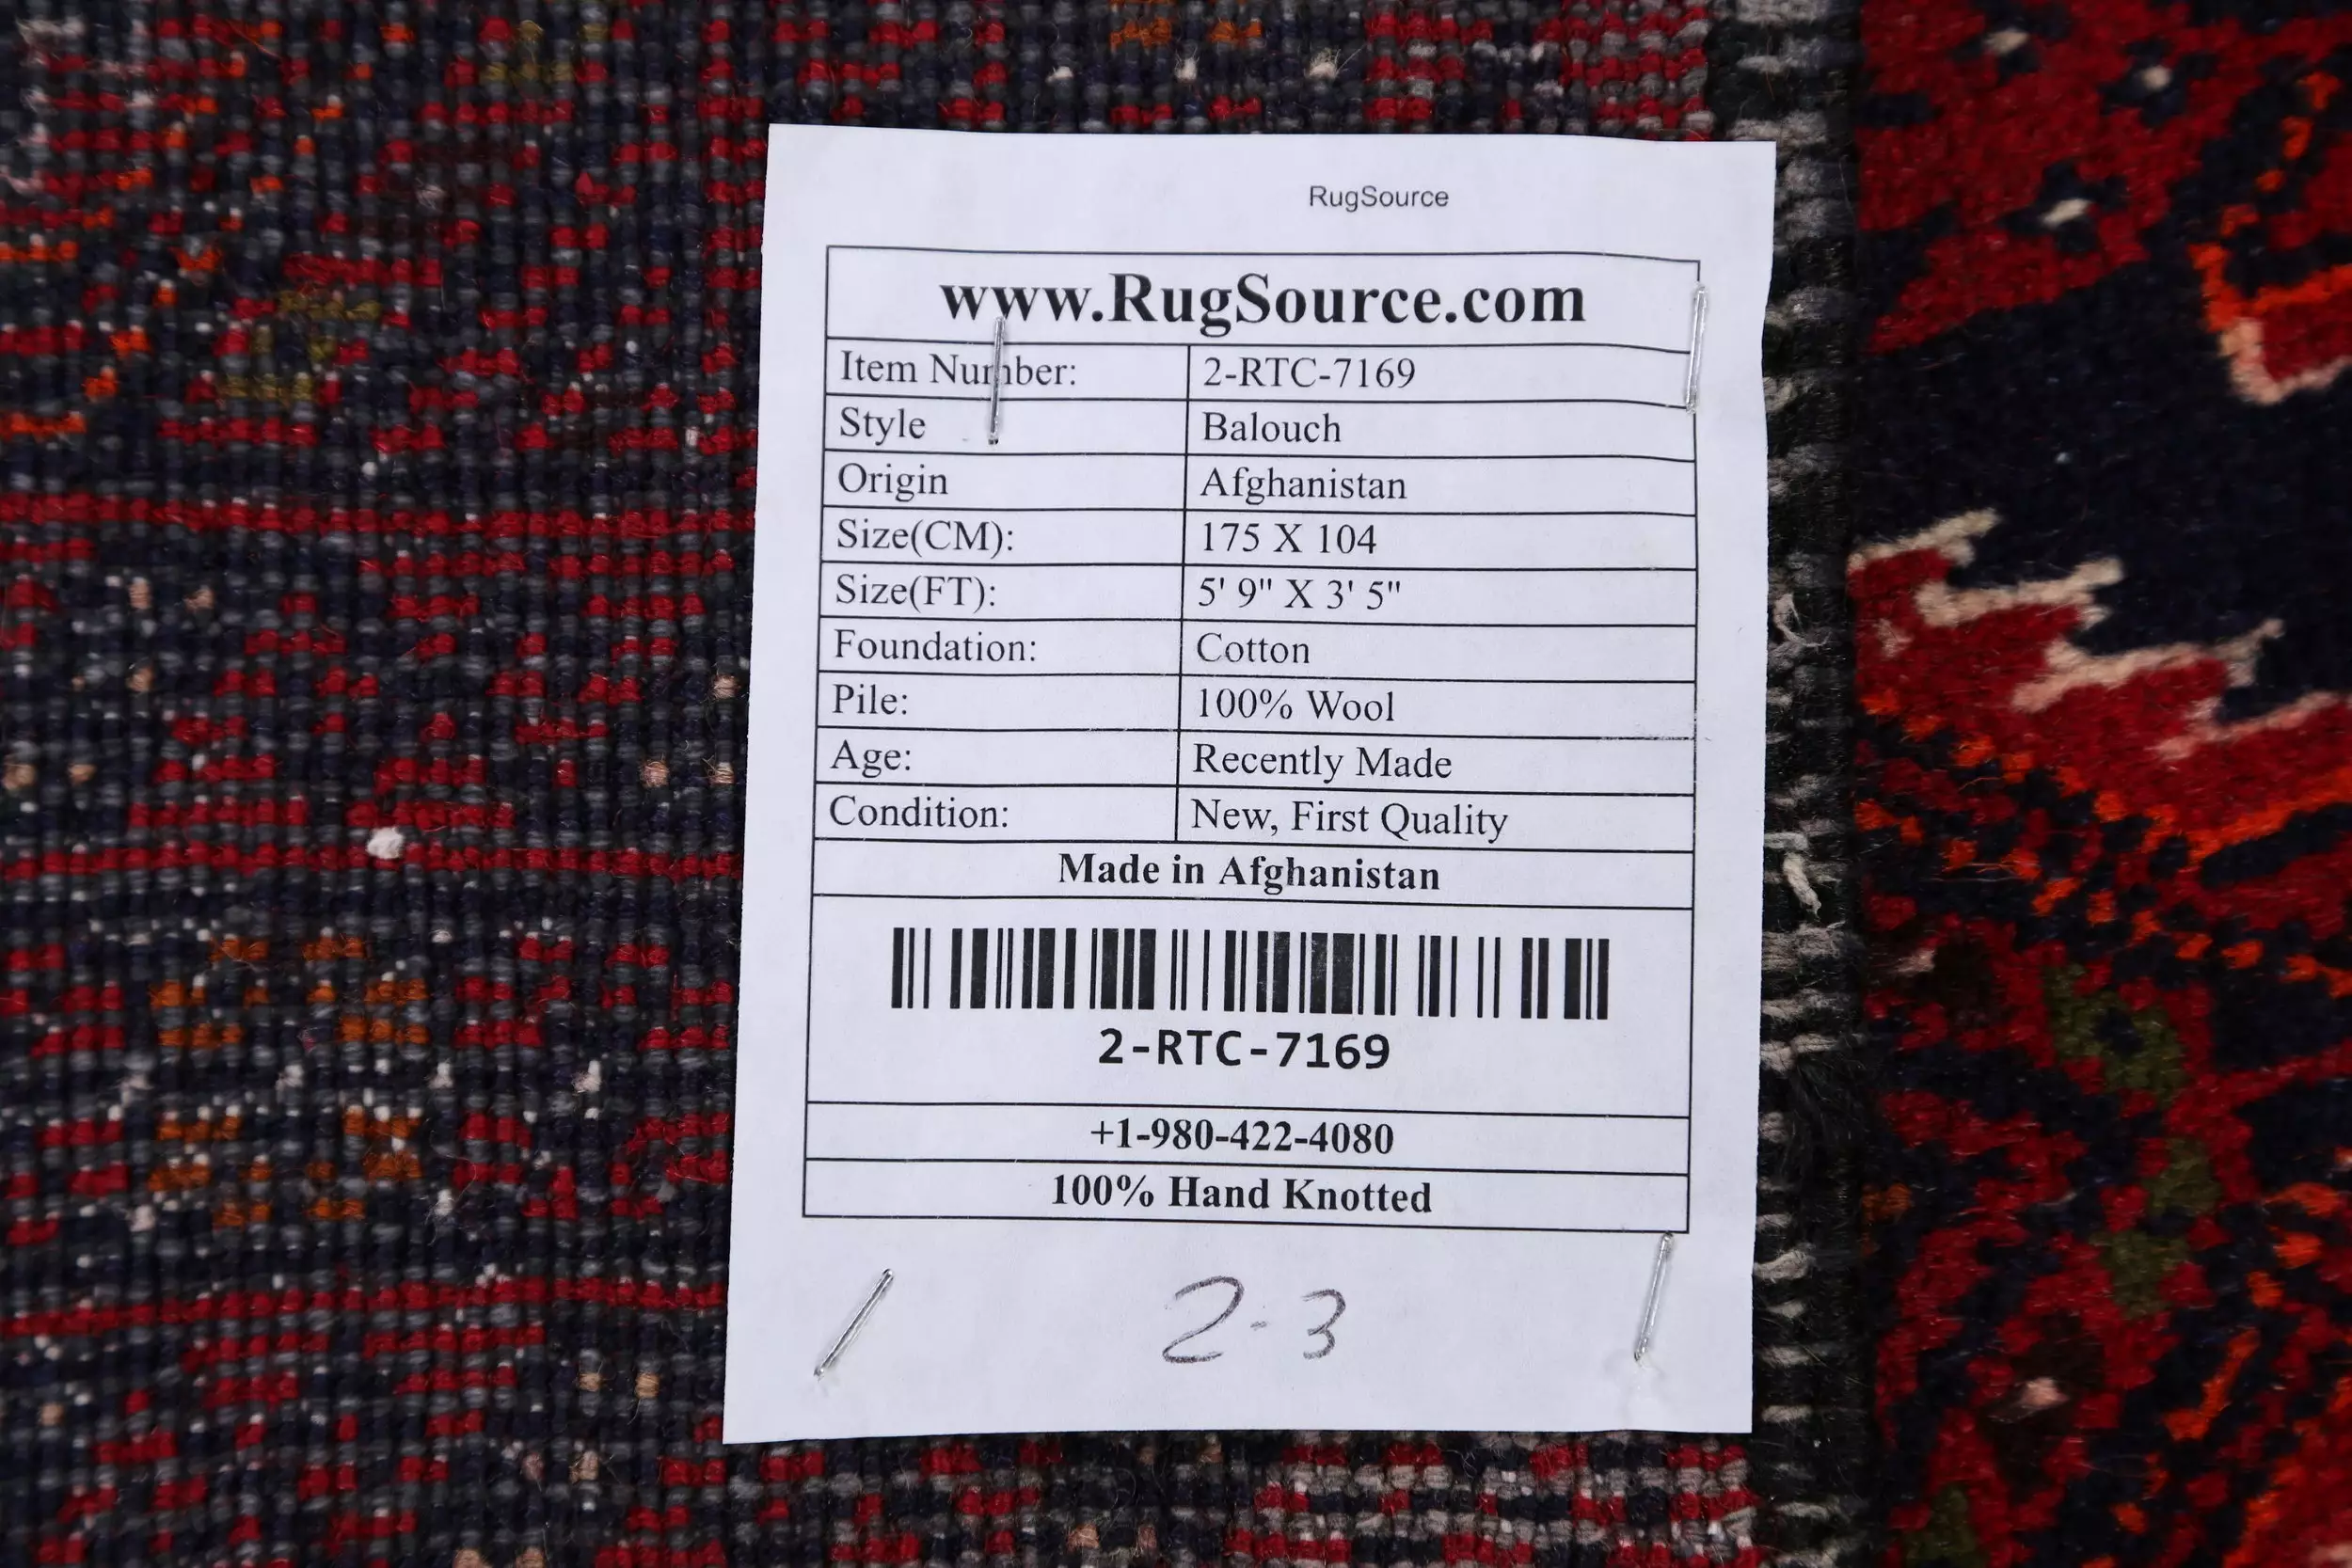 RugSource
www.RugSource.com
Item Number: 2-RTC-7169
Style Balouch
Origin Afghanistan
Size(CM): 175 X 104
Size(FT): 5' 9" X 3' 5"
Foundation: Cotton
Pile: 100% Wool
Age: Recently Made
Condition: New, First Quality
Made in Afghanistan
2-RTC-7169
+1-980-422-4080
100% Hand Knotted
2-3